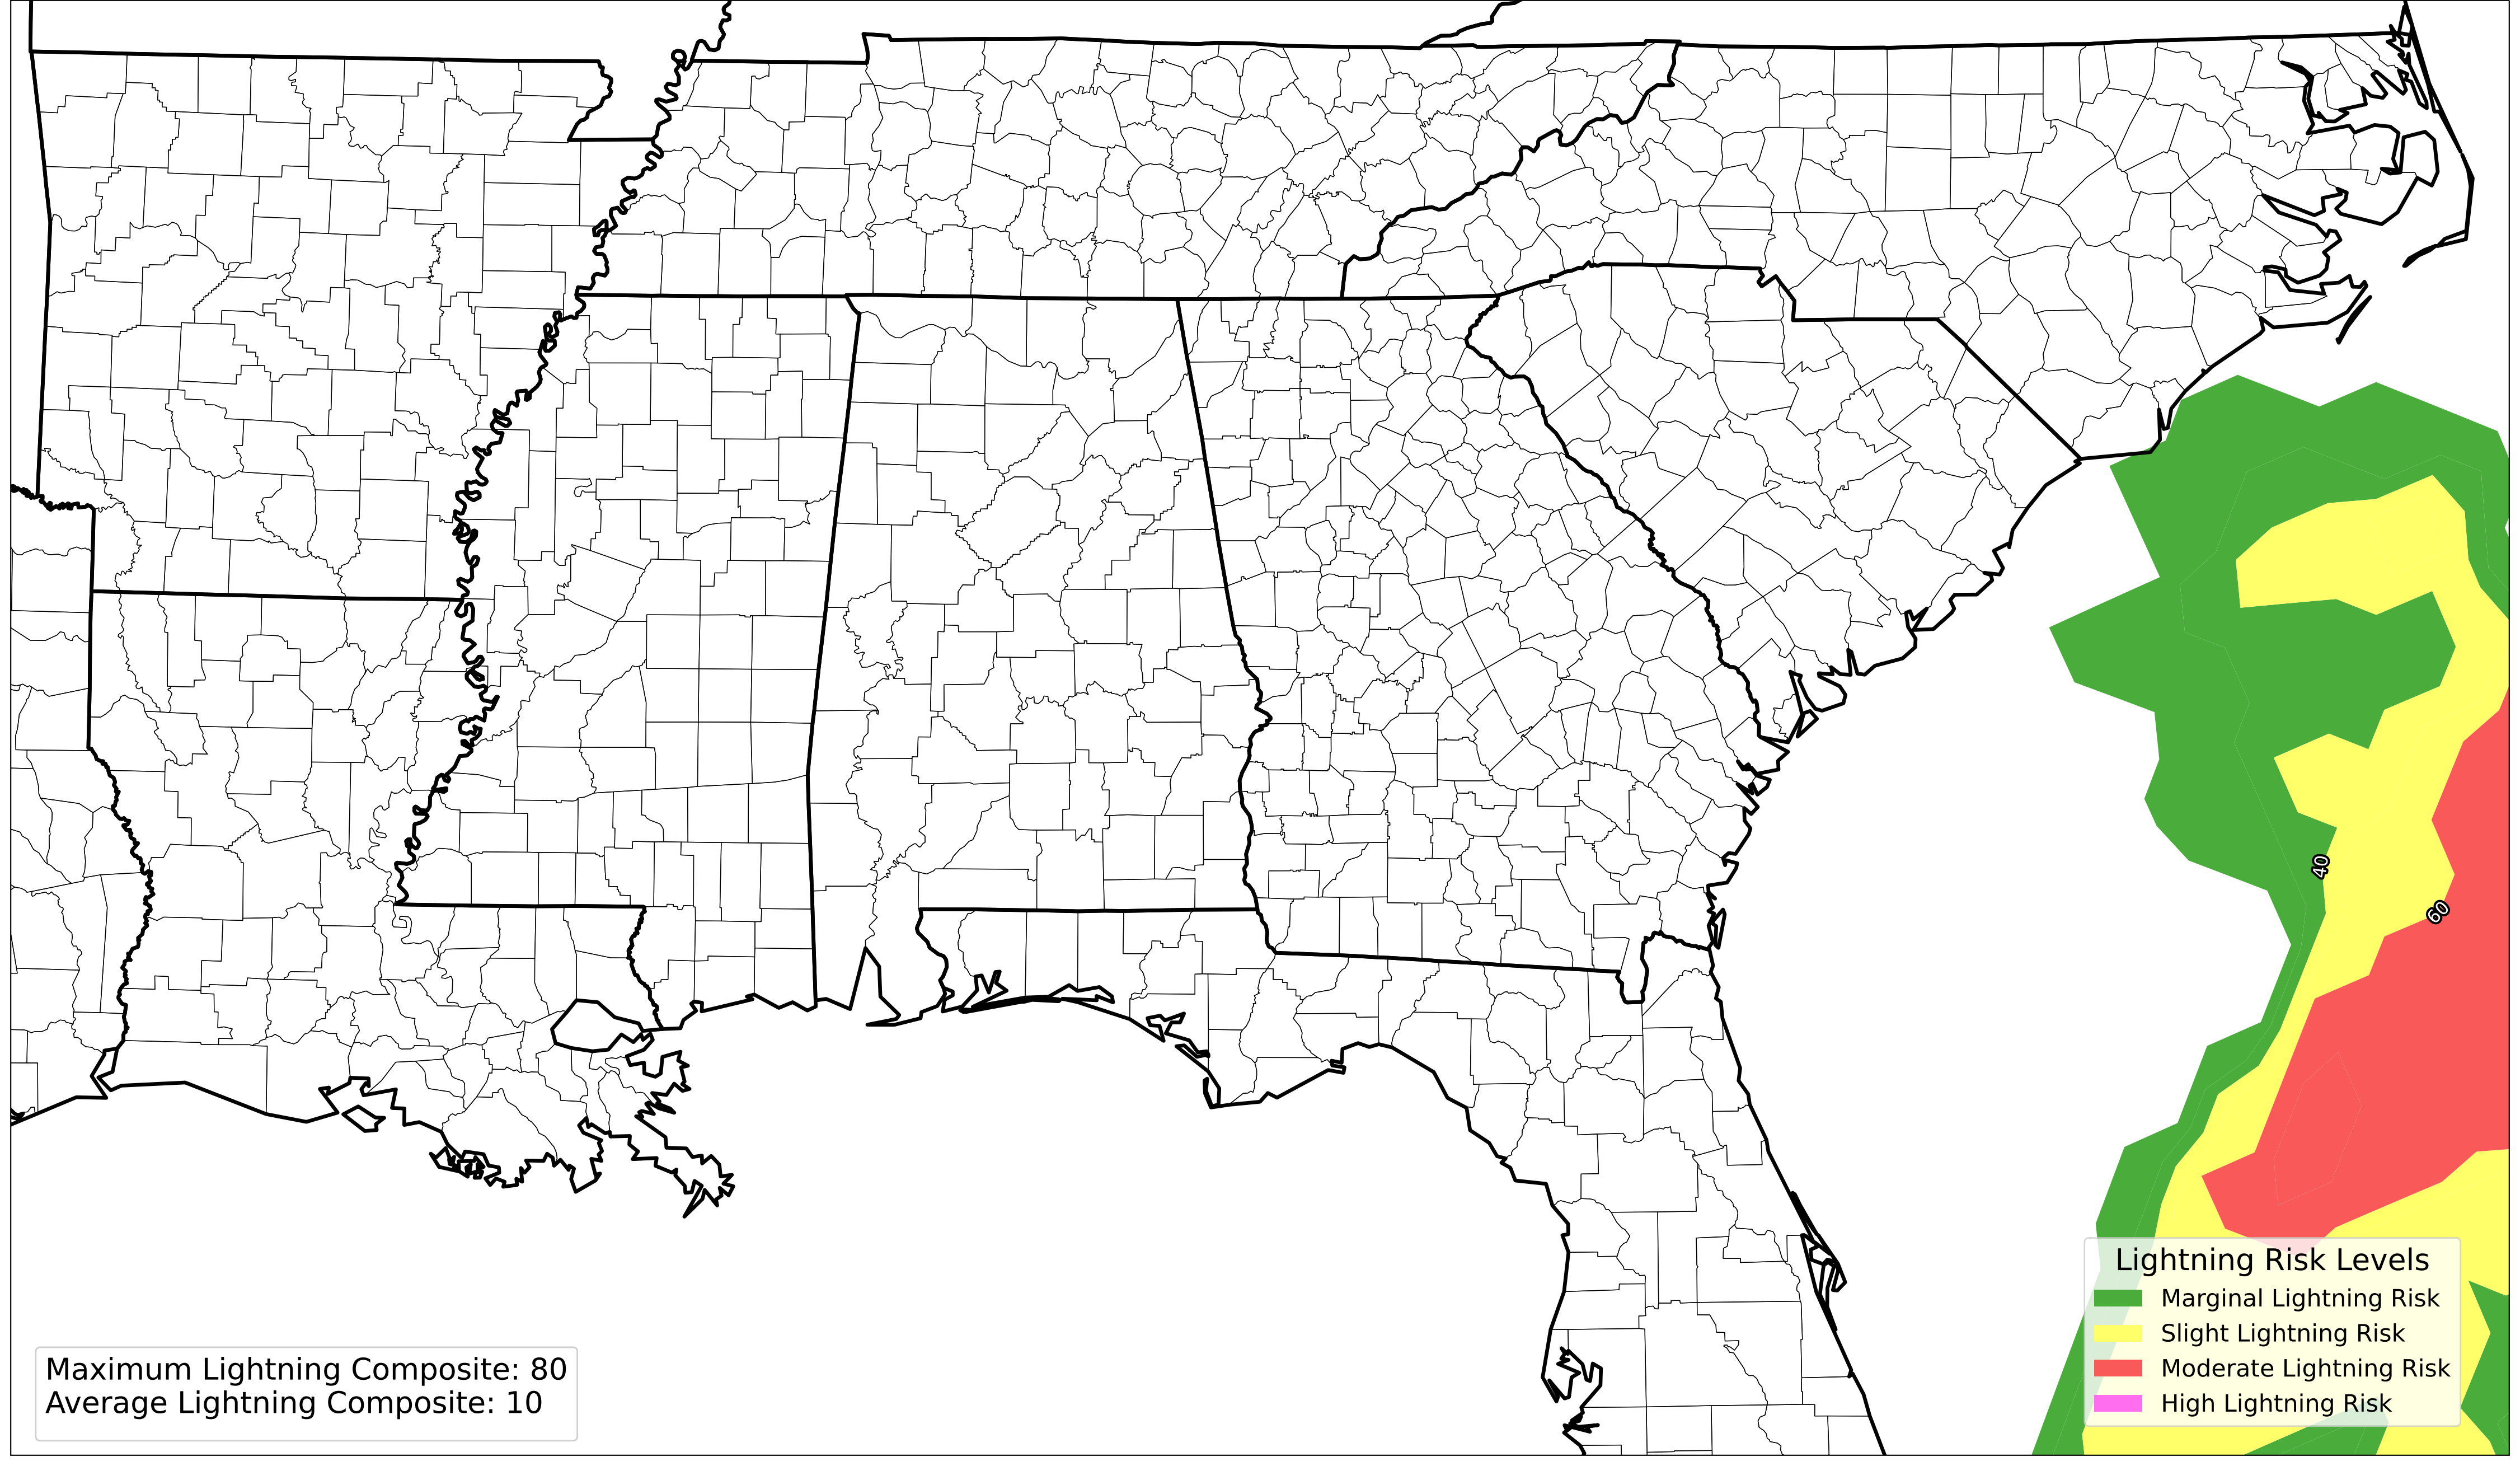 40
60
Lightning Risk Levels
Marginal Lightning Risk
Slight Lightning Risk
Moderate Lightning Risk
High Lightning Risk
Maximum Lightning Composite: 80
Average Lightning Composite: 10